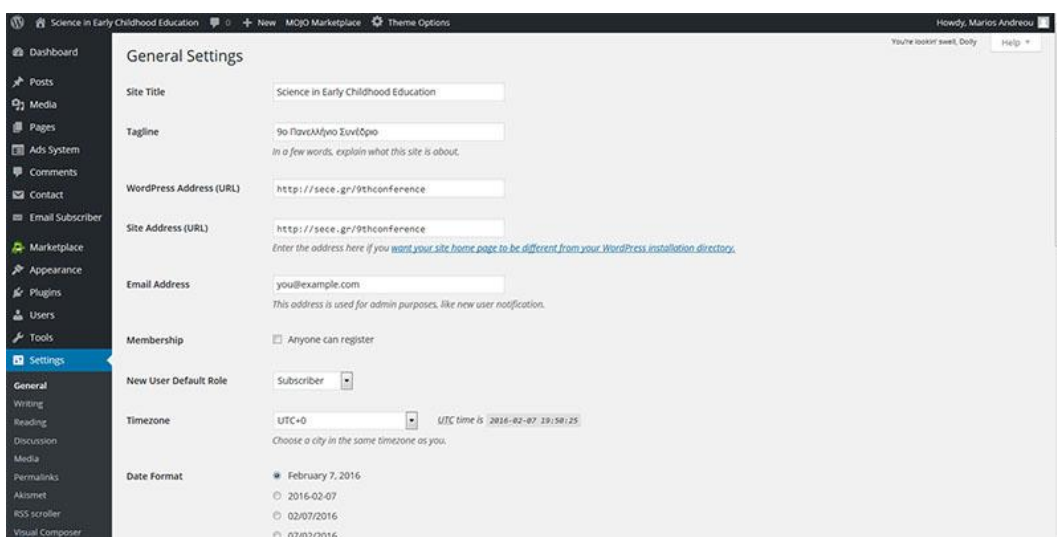 Science in Early Childhood Education 0 + New MOJO Marketplace Theme Options Howdy, Marios Andreou
You're lookin' swell, Dolly Help
Dashboard
Posts
Media
Pages
Ads System
Comments
Contact
Email Subscriber
Marketplace
Appearance
Plugins
Users
Tools
Settings
General
Writing
Reading
Discussion
Media
Permalinks
Akismet
RSS scroller
Visual Composer
General Settings
Site Title Science in Early Childhood Education
Tagline 9ο Πανελλήνιο Συνέδριο
In a few words, explain what this site is about.
WordPress Address (URL) http://sece.gr/9thconference
Site Address (URL) http://sece.gr/9thconference
Enter the address here if you want your site home page to be different from your WordPress installation directory.
Email Address you@example.com
This address is used for admin purposes, like new user notification.
Membership Anyone can register
New User Default Role Subscriber
Timezone UTC+0 UTC time is 2016-02-07 19:50:25
Choose a city in the same timezone as you.
Date Format February 7, 2016
2016-02-07
02/07/2016
07/02/2016